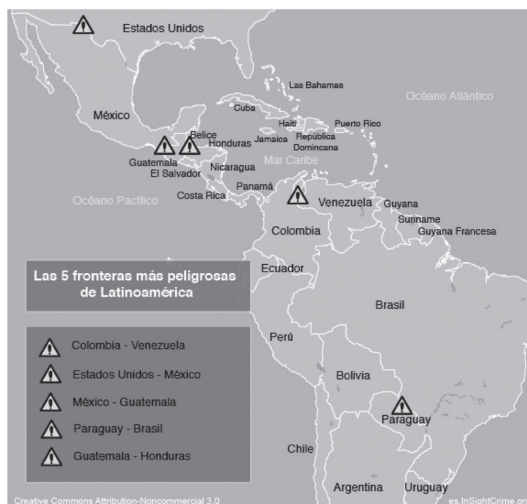 Estados Unidos
Las Bahamas
Océano Atlántico
México
Cuba
Haití
Puerto Rico
Jamaica
República
Domincana
Belice
Honduras
Mar Caribe
Guatemala
El Salvador
Nicaragua
Océano Pacífico
Costa Rica
Panamá
Venezuela
Guyana
Suriname
Guyana Francesa
Colombia
Ecuador
Las 5 fronteras más peligrosas
de Latinoamérica
Brasil
Perú
Colombia - Venezuela
Estados Unidos - México
México - Guatemala
Paraguay - Brasil
Guatemala - Honduras
Bolivia
Paraguay
Chile
Argentina
Uruguay
Creative Commons Attribution-Noncommercial 3.0
es.InSightCrime.org